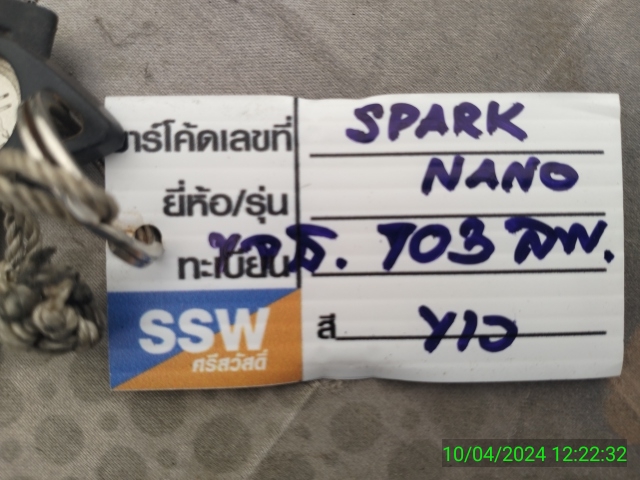 าร์โค้ดเลขที่ SPARK
ยี่ห้อ/รุ่น NANO
ทะเบียน 703 ลพ.
สี ขาว
SSW
ศรีสวัสดิ์
10/04/2024 12:22:32